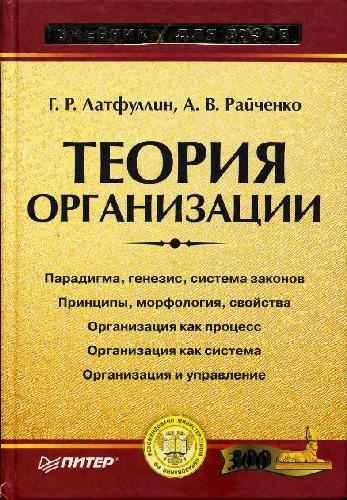 УЧЕБНИК ДЛЯ ВУЗОВ
Г. Р. Латфуллин, А. В. Райченко
ТЕОРИЯ
ОРГАНИЗАЦИИ
Парадигма, генезис, система законов
Принципы, морфология, свойства
Организация как процесс
Организация как система
Организация и управление
ПИТЕР
300